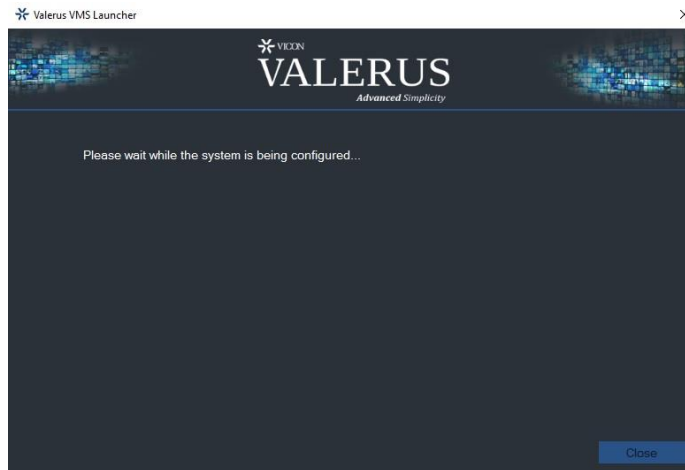 Valerus VMS Launcher
VICON
VALERUS
Advanced Simplicity
Please wait while the system is being configured...
Close